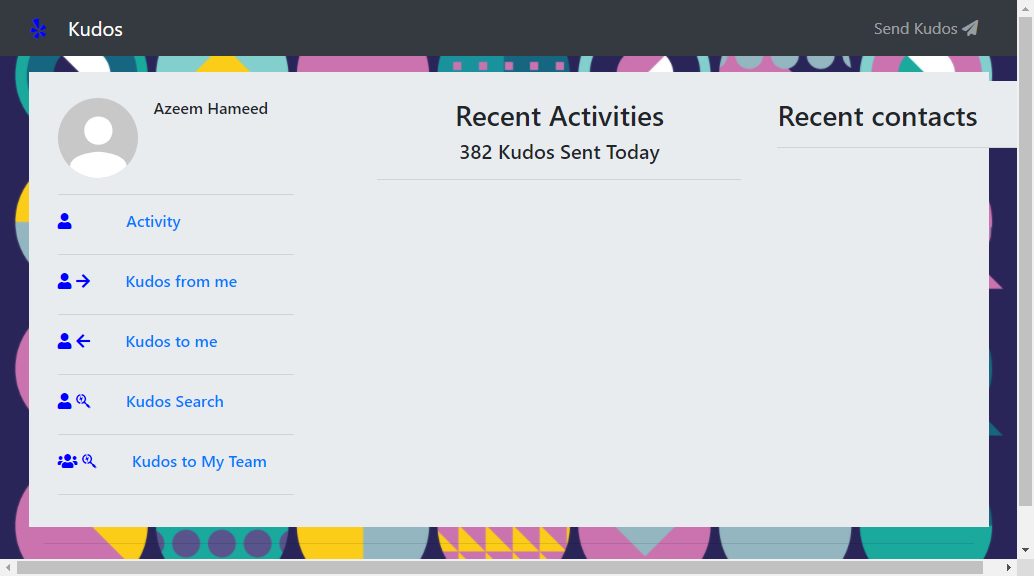 Kudos
Send Kudos
Azeem Hameed
Activity
Kudos from me
Kudos to me
Kudos Search
Kudos to My Team
Recent Activities
382 Kudos Sent Today
Recent contacts